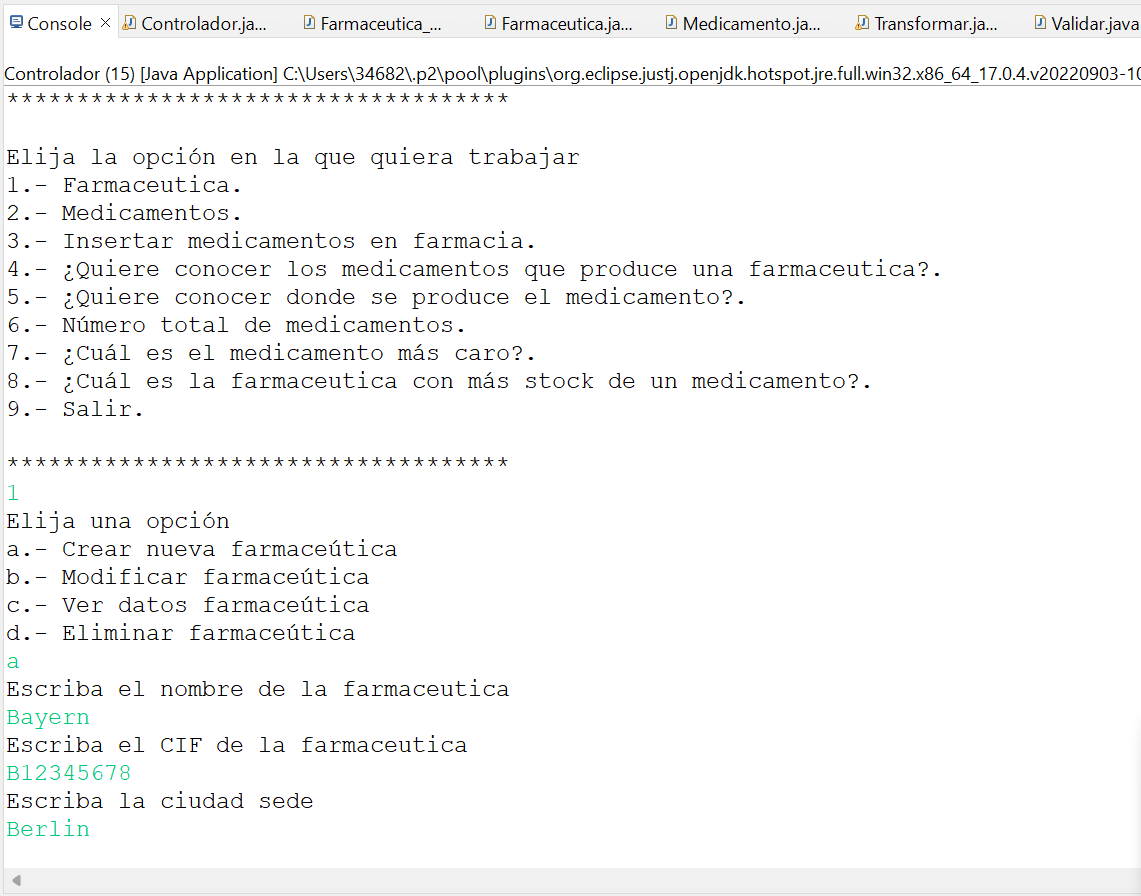 Console Controlador.ja... Farmaceutica_... Farmaceutica.ja... Medicamento.ja... Transformar.ja... Validar.java
Controlador (15) [Java Application] C:\Users\34682\.p2\pool\plugins\org.eclipse.justj.openjdk.hotspot.jre.full.win32.x86_64_17.0.4.v20220903-10
************************************
Elija la opción en la que quiera trabajar
1.- Farmaceutica.
2.- Medicamentos.
3.- Insertar medicamentos en farmacia.
4.- ¿Quiere conocer los medicamentos que produce una farmaceutica?.
5.- ¿Quiere conocer donde se produce el medicamento?.
6.- Número total de medicamentos.
7.- ¿Cuál es el medicamento más caro?.
8.- ¿Cuál es la farmaceutica con más stock de un medicamento?.
9.- Salir.
************************************
1
Elija una opción
a.- Crear nueva farmaceútica
b.- Modificar farmaceútica
c.- Ver datos farmaceútica
d.- Eliminar farmaceútica
a
Escriba el nombre de la farmaceutica
Bayern
Escriba el CIF de la farmaceutica
B12345678
Escriba la ciudad sede
Berlin